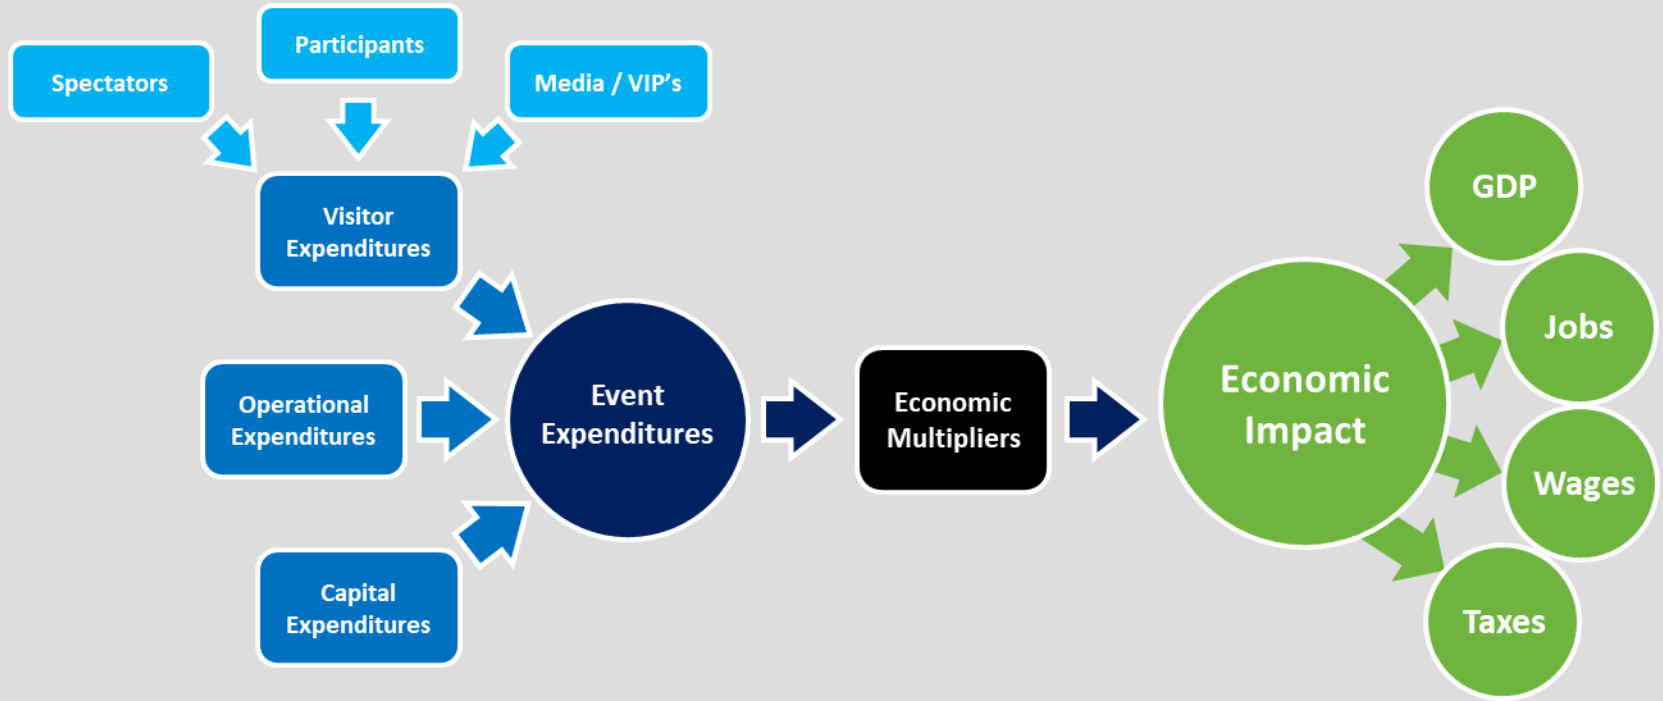 Participants
Spectators
Media / VIP's
Visitor
Expenditures
Operational
Expenditures
Capital
Expenditures
Event
Expenditures
Economic
Multipliers
Economic
Impact
GDP
Jobs
Wages
Taxes